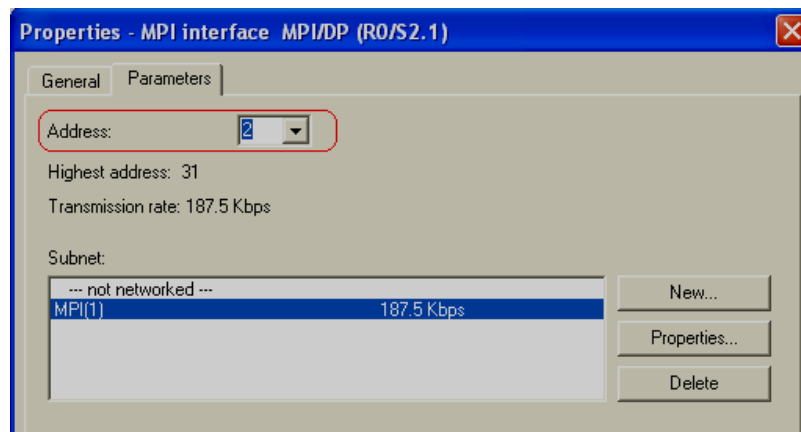 Properties - MPI interface MPI/DP (R0/S2.1)
General Parameters
Address: 2
Highest address: 31
Transmission rate: 187.5 Kbps
Subnet:
--- not networked ---
MPI(1) 187.5 Kbps
New...
Properties...
Delete